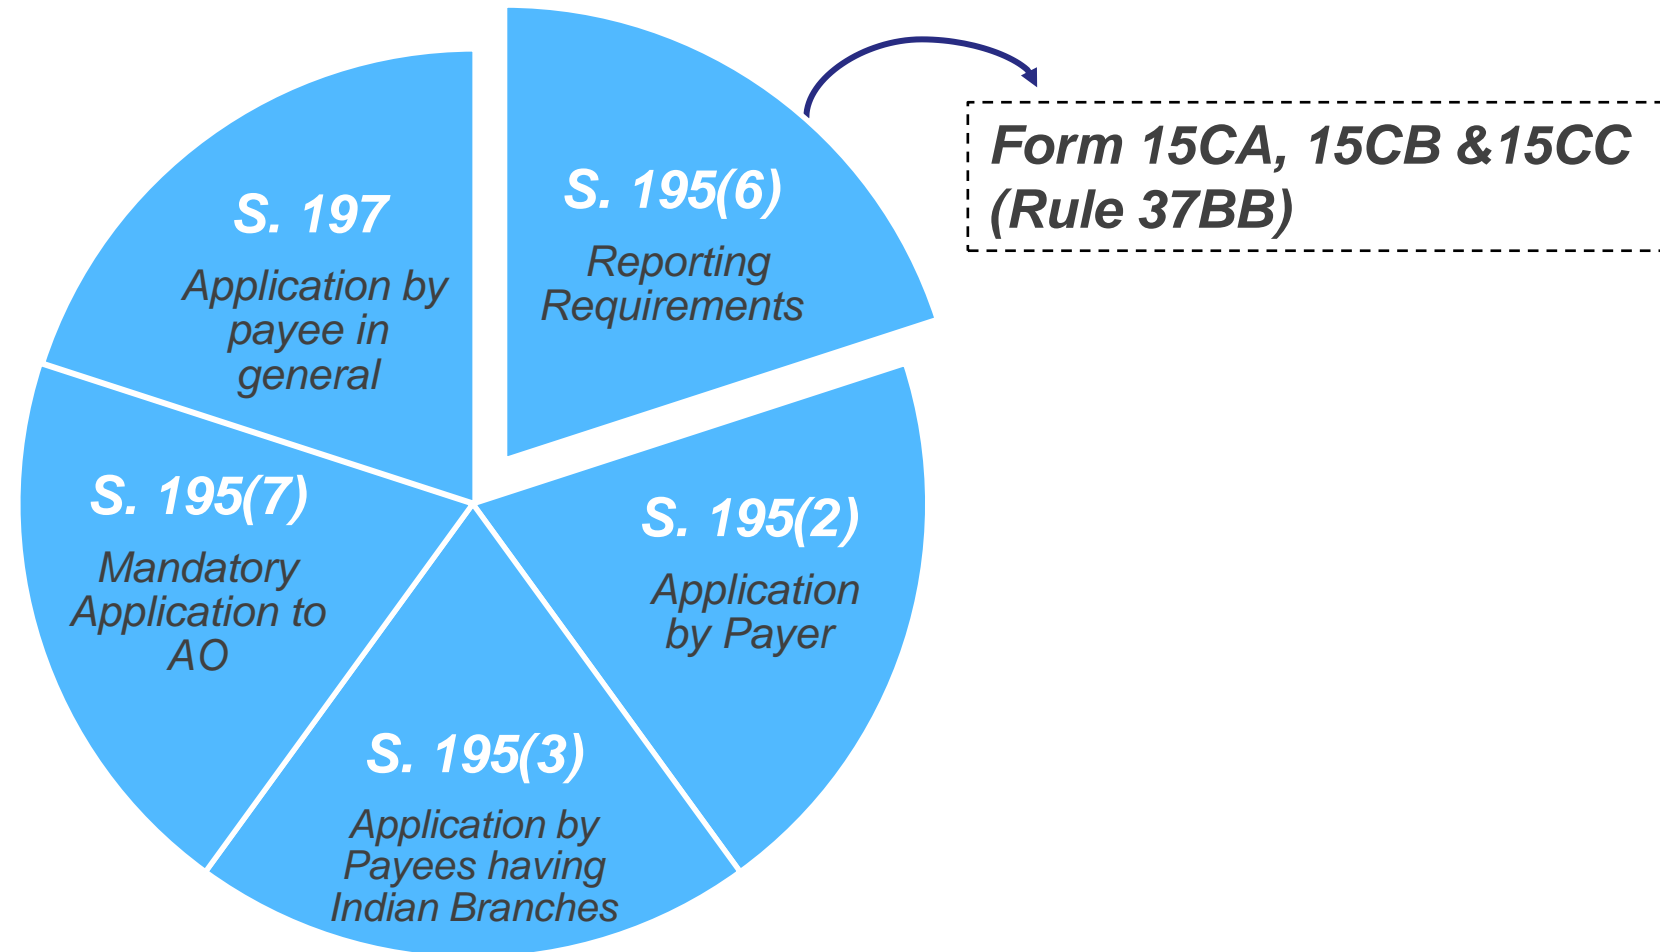 S. 195(6)
Reporting
Requirements
Form 15CA, 15CB &15CC
(Rule 37BB)
S. 195(2)
Application
by Payer
S. 195(3)
Application by
Payees having
Indian Branches
S. 195(7)
Mandatory
Application to
AO
S. 197
Application by
payee in
general